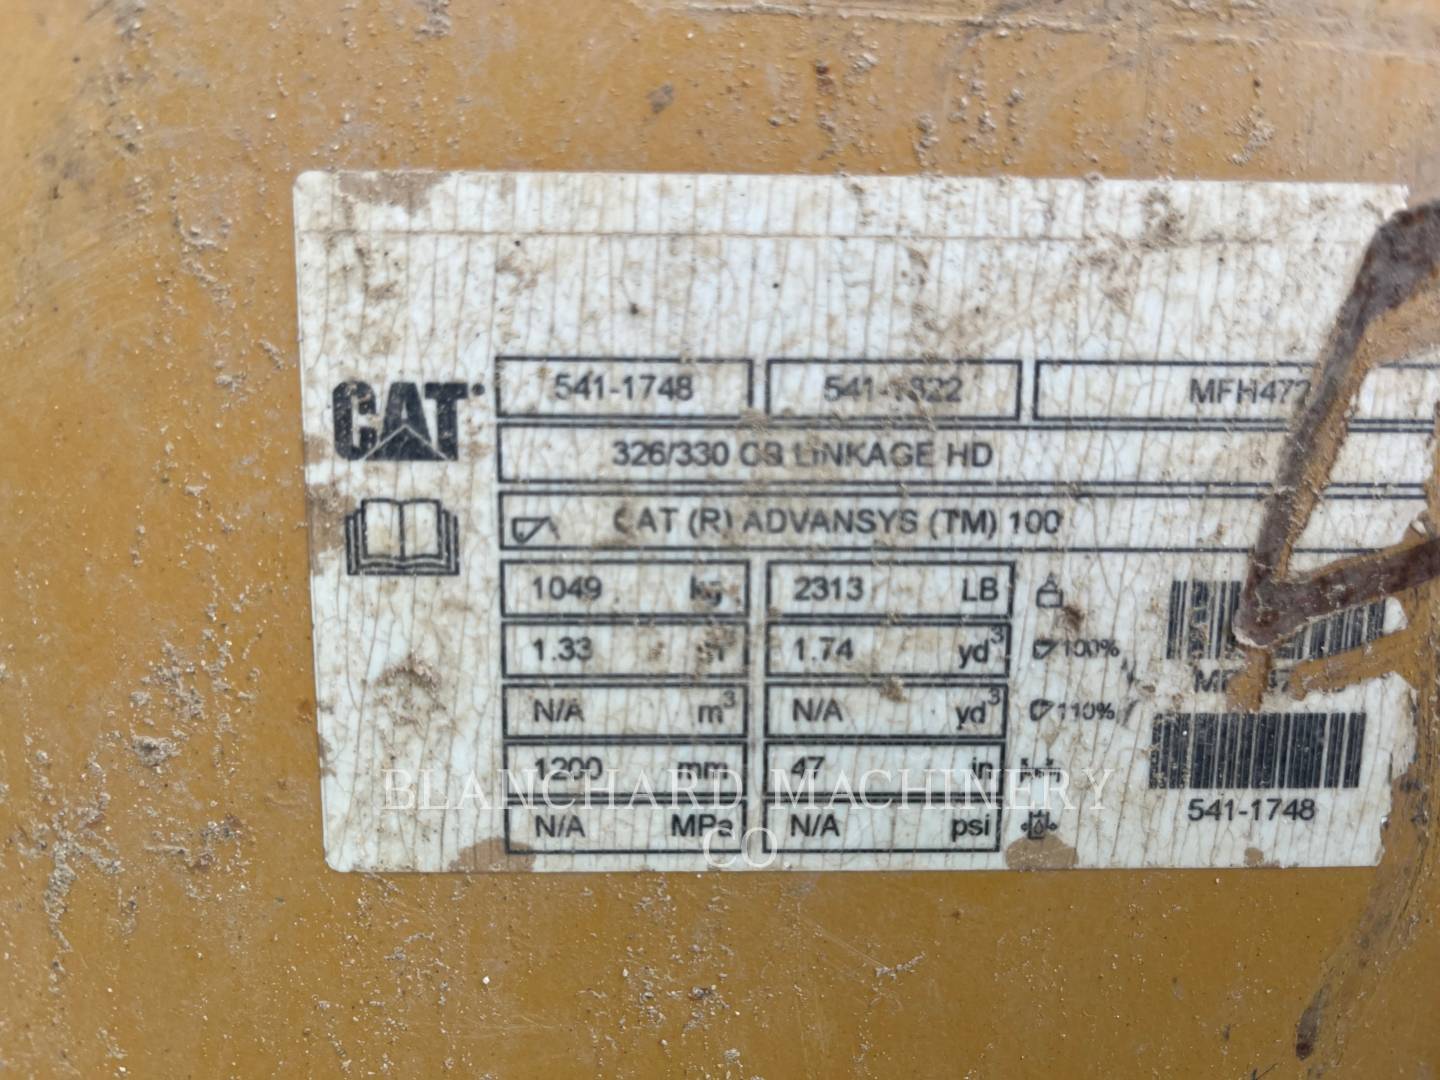 CAT
541-1748
326/330 CB LINKAGE HD
CAT (R) ADVANSYS (TM) 100
1049 kg 2313 LB
1.33 1.74 yd³ 100%
N/A m³ N/A yd³ 110%
1200 mm 47 in
N/A MPa N/A psi
541-1748
BLANCHARD MACHINERY
CO